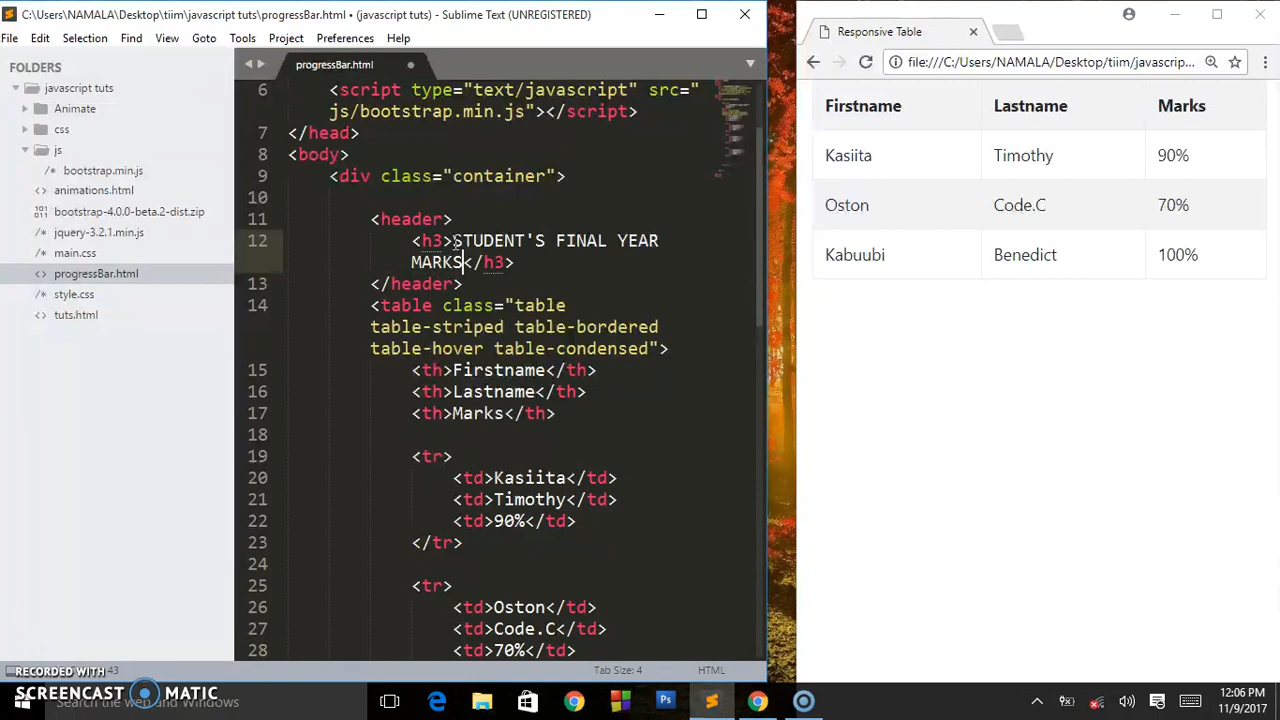 C:\Users\NAMALA\Desktop\tiim\javascript tuts\progressBar.html • (javascript tuts) - Sublime Text (UNREGISTERED)
File Edit Selection Find View Goto Tools Project Preferences Help
FOLDERS
javascript tuts
Animate
css
js
bootstrap.min.js
animations.html
bootstrap-4.0.0-beta.2-dist.zip
jquery-3.2.1.min.js
main.css
progressBar.html
style.css
tuts.html
progressBar.html
6 <script type="text/javascript" src="
js/bootstrap.min.js"></script>
7 </head>
8 <body>
9 <div class="container">
10
11 <header>
12 <h3>STUDENT'S FINAL YEAR
MARKS</h3>
13 </header>
14 <table class="table
table-striped table-bordered
table-hover table-condensed">
15 <th>Firstname</th>
16 <th>Lastname</th>
17 <th>Marks</th>
18
19 <tr>
20 <td>Kasiita</td>
21 <td>Timothy</td>
22 <td>90%</td>
23 </tr>
24
25 <tr>
26 <td>Oston</td>
27 <td>Code.C</td>
28 <td>70%</td>
43
Tab Size: 4 HTML
Responsive Table
file:///C:/Users/NAMALA/Desktop/tiim/javascrip...
Firstname Lastname Marks
Kasiita Timothy 90%
Oston Code.C 70%
Kabuubi Benedict 80%
RECORDED WITH
SCREENCAST MATIC
Search the web and Windows
Ps
12:06 PM
11/9/2017